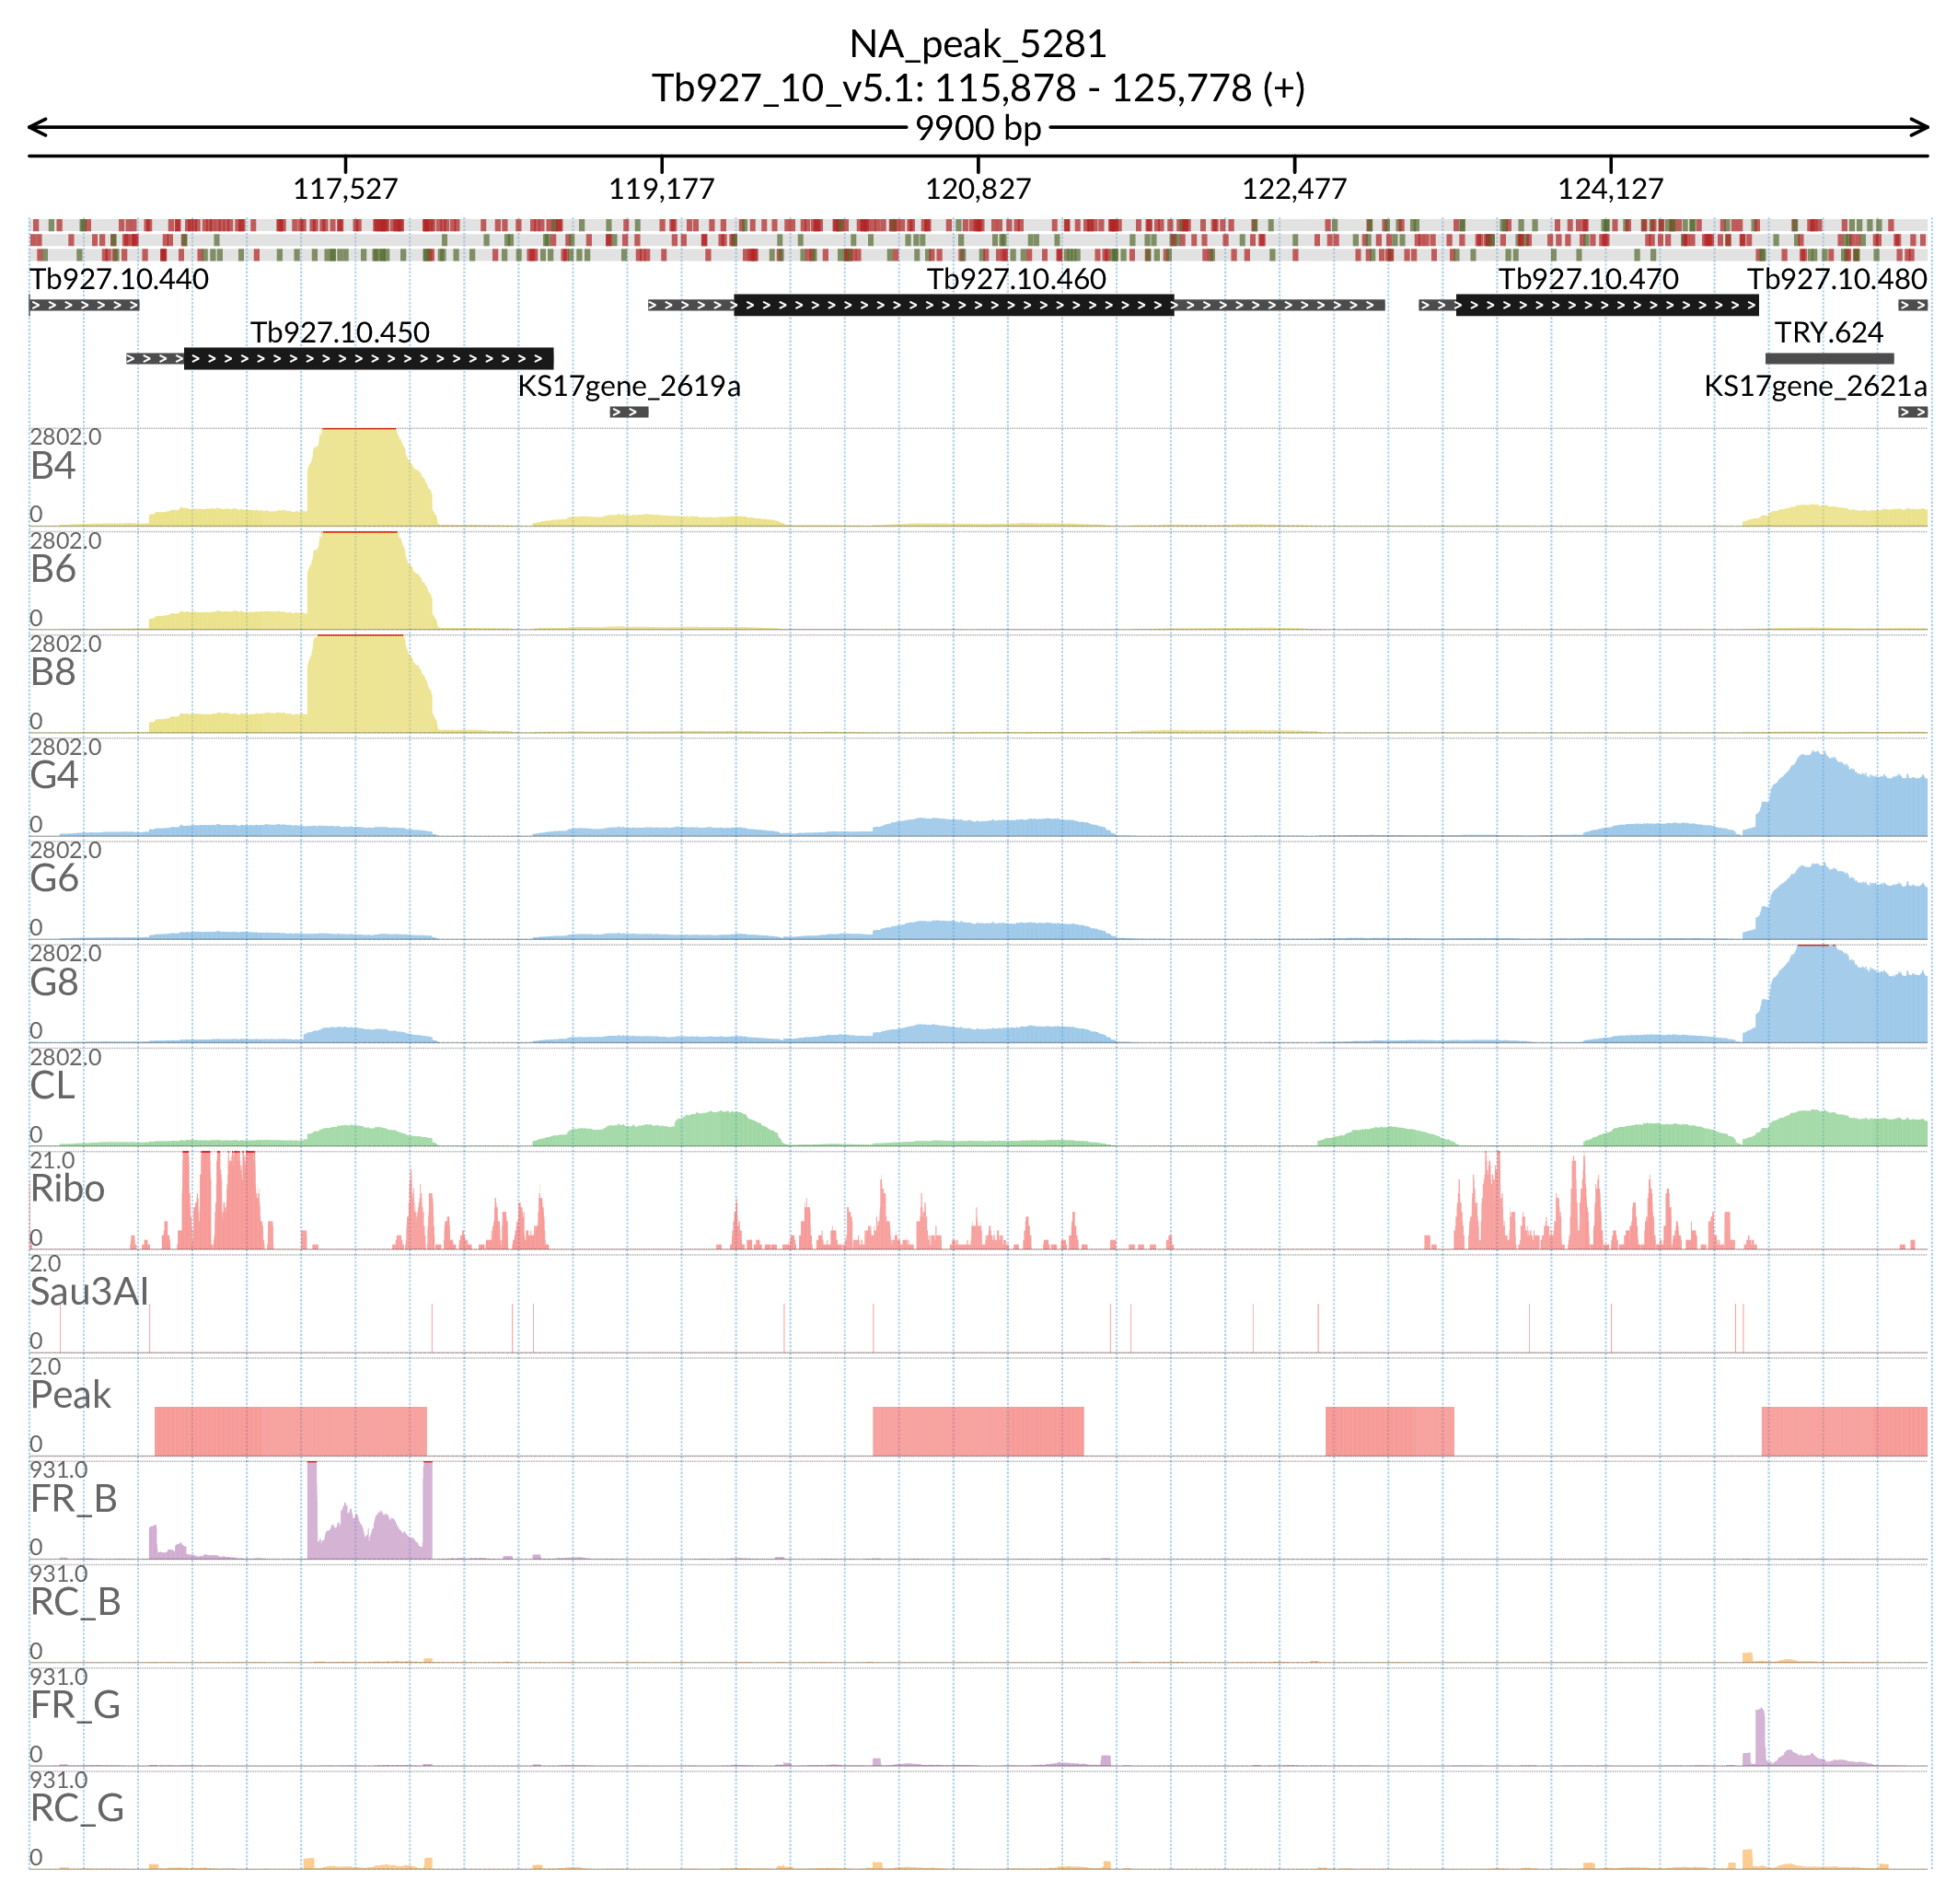 NA_peak_5281
Tb927_10_v5.1: 115,878 - 125,778 (+)
9900 bp
117,527 119,177 120,827 122,477 124,127
Tb927.10.440 Tb927.10.460 Tb927.10.470 Tb927.10.480
Tb927.10.450 TRY.624
KS17gene_2619a KS17gene_2621a
2802.0
B4
0
2802.0
B6
0
2802.0
B8
0
2802.0
G4
0
2802.0
G6
0
2802.0
G8
0
2802.0
CL
0
21.0
Ribo
0
2.0
Sau3AI
0
2.0
Peak
0
931.0
FR_B
0
931.0
RC_B
0
931.0
FR_G
0
931.0
RC_G
0